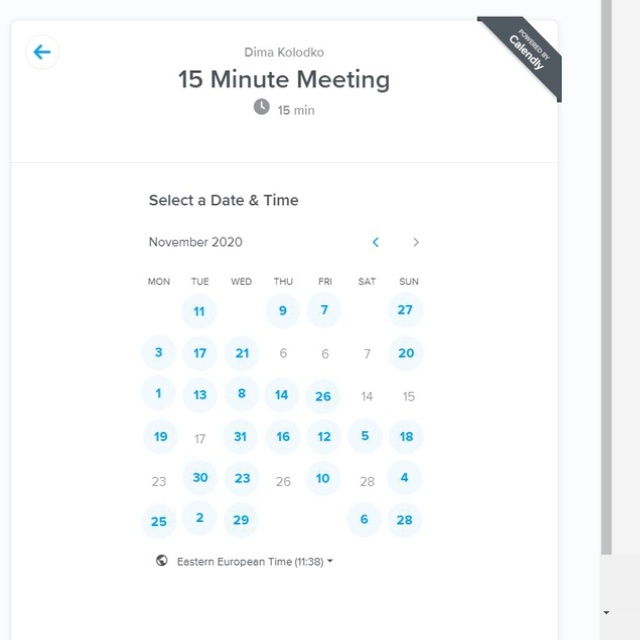 Dima Kolodko
POWERED BY
Calendly
15 Minute Meeting
15 min
Select a Date & Time
November 2020
MON TUE WED THU FRI SAT SUN
11 9 7 27
3 17 21 6 6 7 20
1 13 8 14 26 14 15
19 17 31 16 12 5 18
23 30 23 26 10 28 4
25 2 29 6 28
Eastern European Time (11:38)